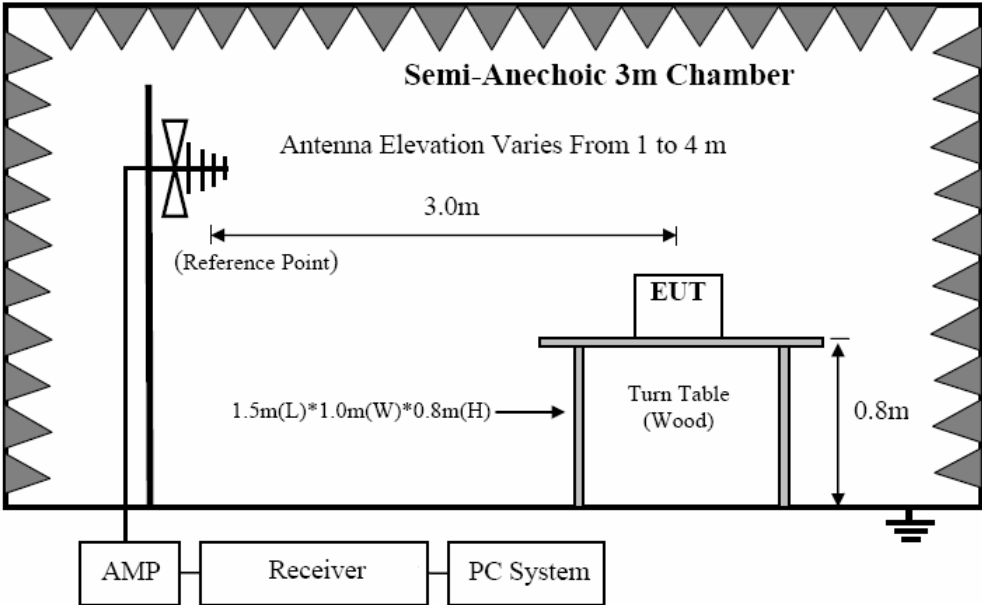 Semi-Anechoic 3m Chamber
Antenna Elevation Varies From 1 to 4 m
3.0m
(Reference Point)
EUT
1.5m(L)*1.0m(W)*0.8m(H)
Turn Table
(Wood)
0.8m
AMP
Receiver
PC System